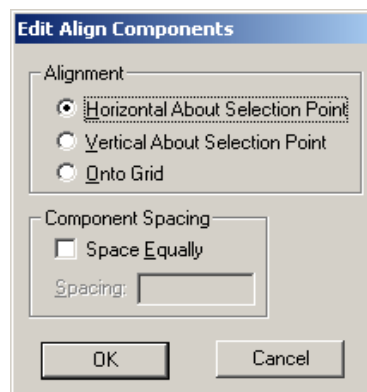 Edit Align Components
Alignment
Horizontal About Selection Point
Vertical About Selection Point
Onto Grid
Component Spacing
Space Equally
Spacing:
OK Cancel